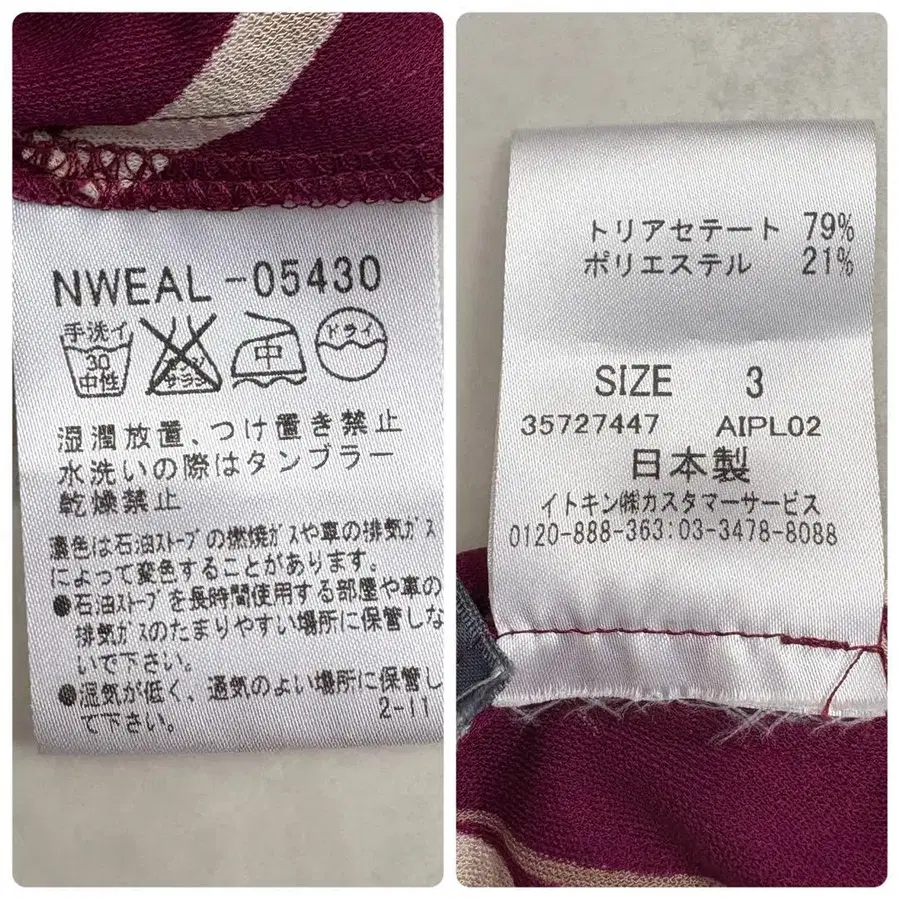 NWEAL-05430
手洗イ
30
中性
エンソ
サラシ
中
ドライ
湿潤放置、つけ置き禁止
水洗いの際はタンブラー
乾燥禁止
濃色は石油ストーブの燃焼ガスや車の排気ガス
によって変色することがあります。
●石油ストーブを長時間使用する部屋や車の
排気ガスのたまりやすい場所に保管しな
いで下さい。
●湿気が低く、通気のよい場所に保管し
て下さい。
2-11
トリアセテート 79%
ポリエステル 21%
SIZE 3
35727447 AIPL02
日本製
イトキン㈱カスタマーサービス
0120-888-363:03-3478-8088